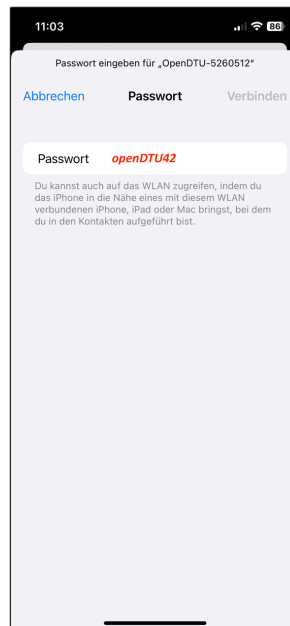 11:03
86
Passwort eingeben für „OpenDTU-5260512“
Abbrechen Passwort Verbinden
Passwort openDTU42
Du kannst auch auf das WLAN zugreifen, indem du
das iPhone in die Nähe eines mit diesem WLAN
verbundenen iPhone, iPad oder Mac bringst, bei dem
du in den Kontakten aufgeführt bist.